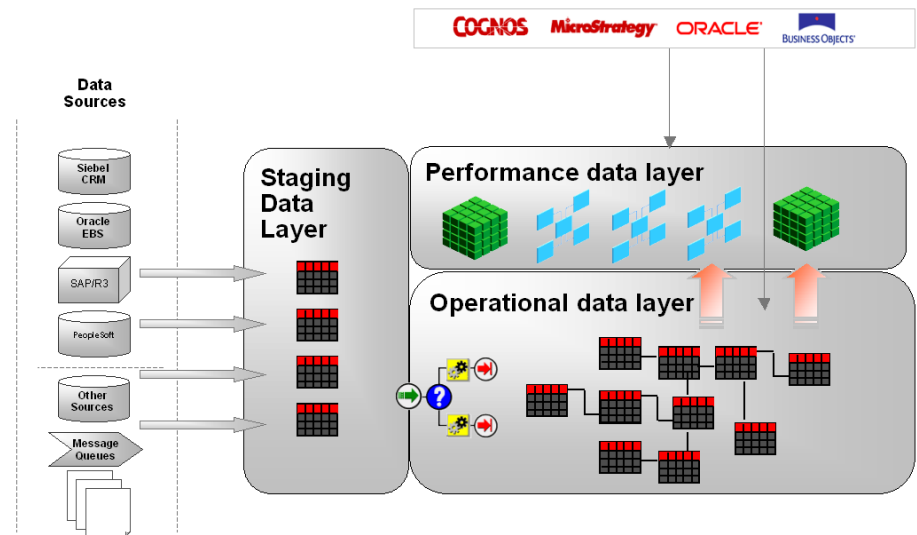 COGNOS MicroStrategy ORACLE BUSINESS OBJECTS
Data
Sources
Siebel
CRM
Oracle
EBS
SAP/R3
PeopleSoft
Other
Sources
Message
Queues
Staging
Data
Layer
Performance data layer
Operational data layer
?